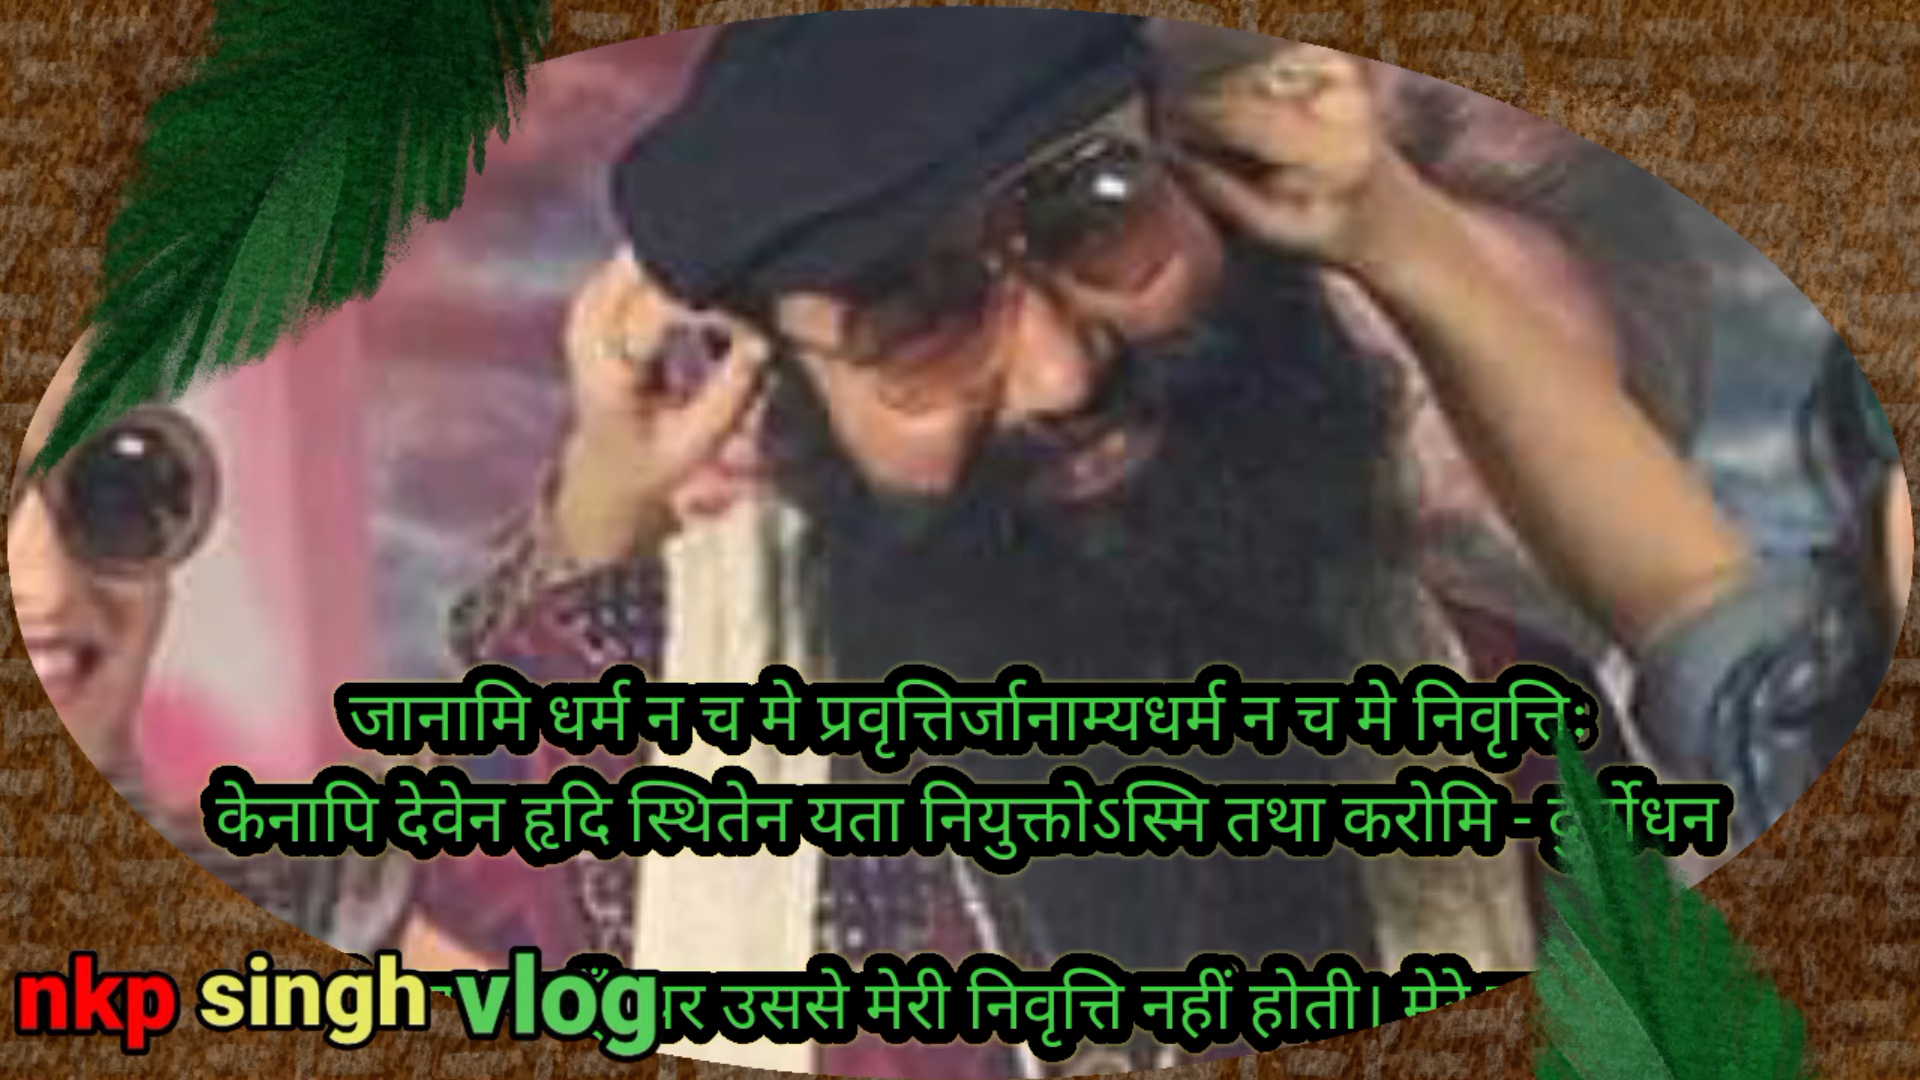 जानामि धर्म न च मे प्रवृत्तिर्जानाम्यधर्म न च मे निवृत्तिः
केनापि देवेन हृदि स्थितेन यता नियुक्तोऽस्मि तथा करोमि -
उससे मेरी निवृत्ति नहीं होती।
nkp singh vlog